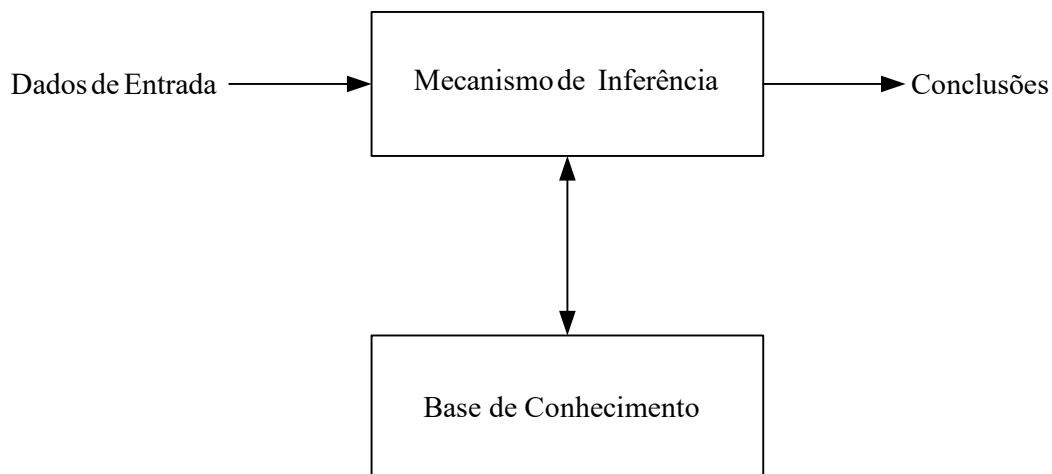 Dados de Entrada
Mecanismo de Inferência
Conclusões
Base de Conhecimento